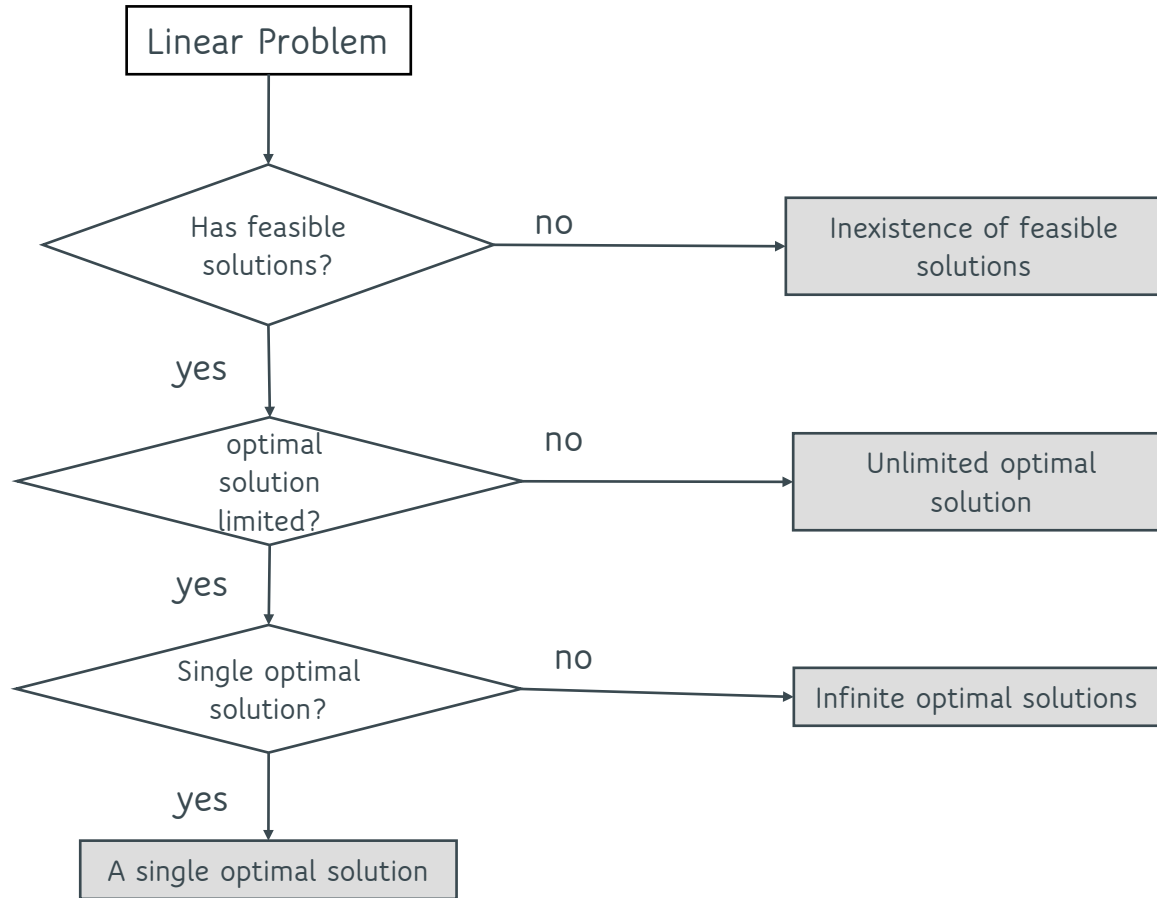 Linear Problem
Has feasible
solutions?
no
Inexistence of feasible
solutions
yes
optimal
solution
limited?
no
Unlimited optimal
solution
yes
Single optimal
solution?
no
Infinite optimal solutions
yes
A single optimal solution